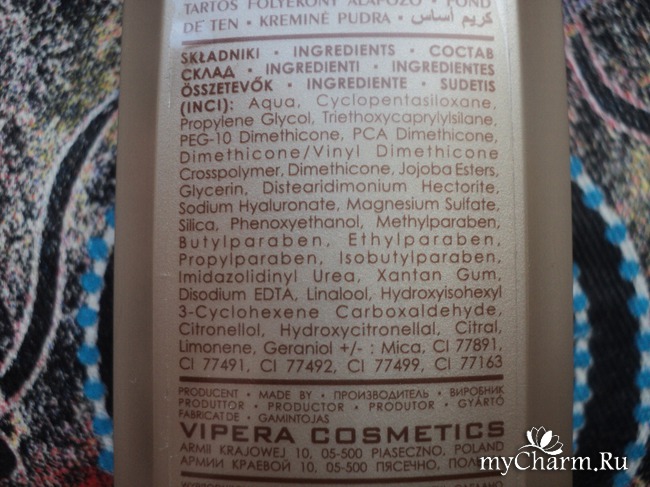 TARTÓS FOLYÉKONY ALAPOZÓ • FOND
DE TEN • KREMINĖ PUDRA • كريم أساس
SKŁADNIKI • INGREDIENTS • СОСТАВ
СКЛАД • INGREDIENTI • INGREDIENTES
ÖSSZETEVŐK • INGREDIENTE • SUDETIS
(INCI): Aqua, Cyclopentasiloxane,
Propylene Glycol, Triethoxycaprylylsilane,
PEG-10 Dimethicone, PCA Dimethicone,
Dimethicone/Vinyl Dimethicone
Crosspolymer, Dimethicone, Jojoba Esters,
Glycerin, Distearidimonium Hectorite,
Sodium Hyaluronate, Magnesium Sulfate,
Silica, Phenoxyethanol, Methylparaben,
Butylparaben, Ethylparaben,
Propylparaben, Isobutylparaben,
Imidazolidinyl Urea, Xantan Gum,
Disodium EDTA, Linalool, Hydroxyisohexyl
3-Cyclohexene Carboxaldehyde,
Citronellol, Hydroxycitronellal, Citral,
Limonene, Geraniol +/- : Mica, CI 77891,
CI 77491, CI 77492, CI 77499, CI 77163
PRODUCENT • MADE BY • ПРОИЗВОДИТЕЛЬ • ВИРОБНИК
PRODUTTOR • PRODUCTOR • PRODUTOR • GYÁRTÓ
FABRICAT DE • GAMINTOJAS
VIPERA COSMETICS
ARMII KRAJOWEJ 10, 05-500 PIASECZNO, POLAND
АРМИИ КРАЕВОЙ 10, 05-500 ПЯСЕЧНО,
myCharm.Ru